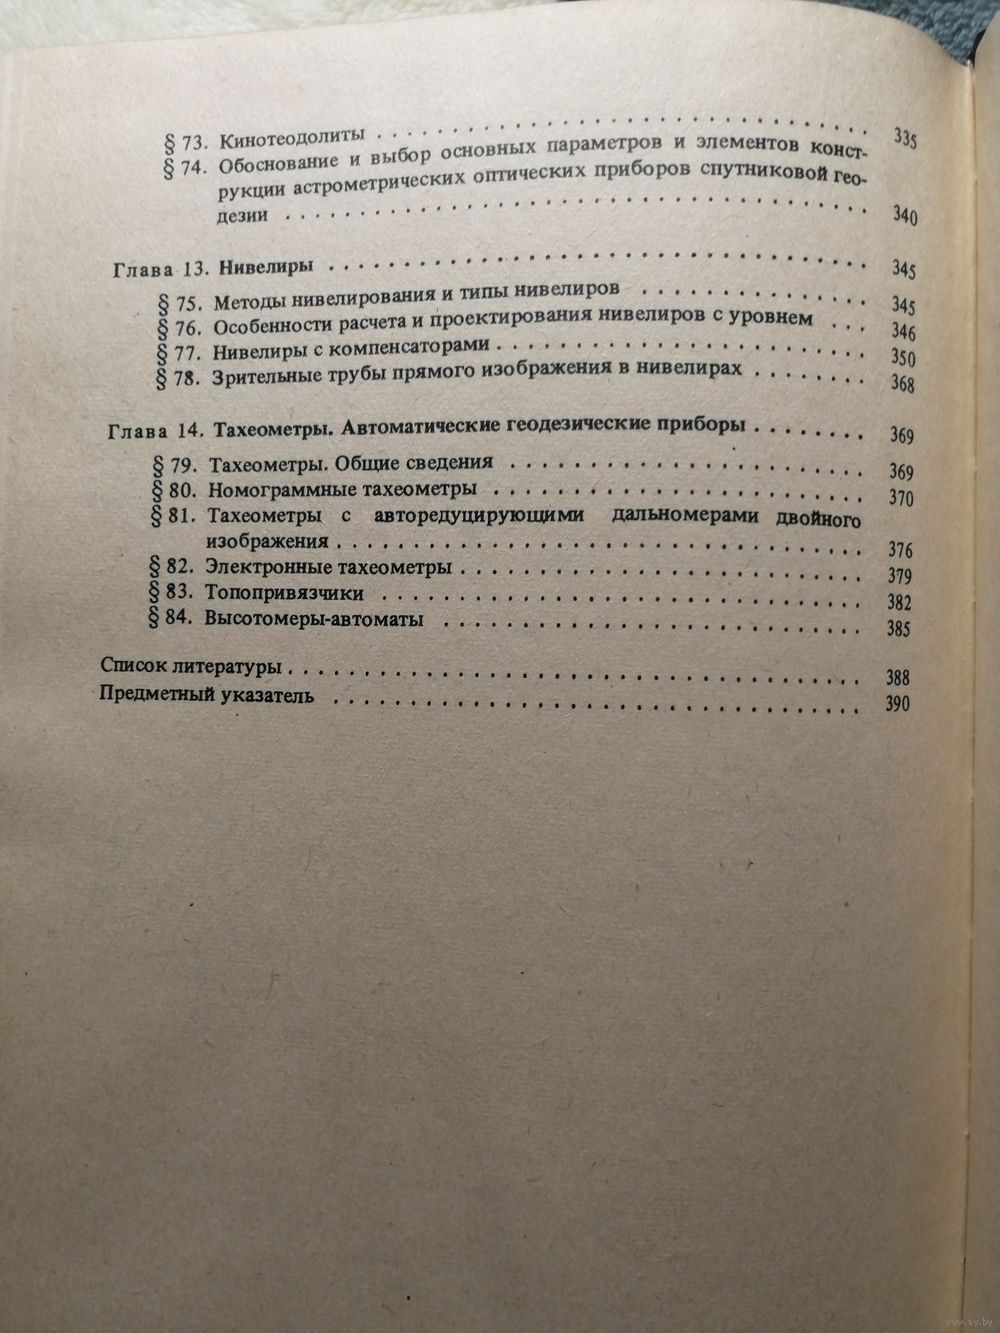 § 73. Кинотеодолиты . . . . . . . . . . . . . . . . . . . . . . . . . . . . . . . 335
§ 74. Обоснование и выбор основных параметров и элементов конст-
рукции астрометрических оптических приборов спутниковой гео-
дезии . . . . . . . . . . . . . . . . . . . . . . . . . . . . . . . . . . . . . 340
Глава 13. Нивелиры . . . . . . . . . . . . . . . . . . . . . . . . . . . . . . . . . . 345
§ 75. Методы нивелирования и типы нивелиров . . . . . . . . . . . . . . 345
§ 76. Особенности расчета и проектирования нивелиров с уровнем . . . 346
§ 77. Нивелиры с компенсаторами . . . . . . . . . . . . . . . . . . . . . . . . 350
§ 78. Зрительные трубы прямого изображения в нивелирах . . . . . . . 368
Глава 14. Тахеометры. Автоматические геодезические приборы . . . . . . . . 369
§ 79. Тахеометры. Общие сведения . . . . . . . . . . . . . . . . . . . . . . . 369
§ 80. Номограммные тахеометры . . . . . . . . . . . . . . . . . . . . . . . . 370
§ 81. Тахеометры с авторедуцирующими дальномерами двойного
изображения . . . . . . . . . . . . . . . . . . . . . . . . . . . . . . . . . . 376
§ 82. Электронные тахеометры . . . . . . . . . . . . . . . . . . . . . . . . . . 379
§ 83. Топопривязчики . . . . . . . . . . . . . . . . . . . . . . . . . . . . . . . 382
§ 84. Высотомеры-автоматы . . . . . . . . . . . . . . . . . . . . . . . . . . . 385
Список литературы . . . . . . . . . . . . . . . . . . . . . . . . . . . . . . . . . . . . . 388
Предметный указатель . . . . . . . . . . . . . . . . . . . . . . . . . . . . . . . . . . 390
www.ay.by